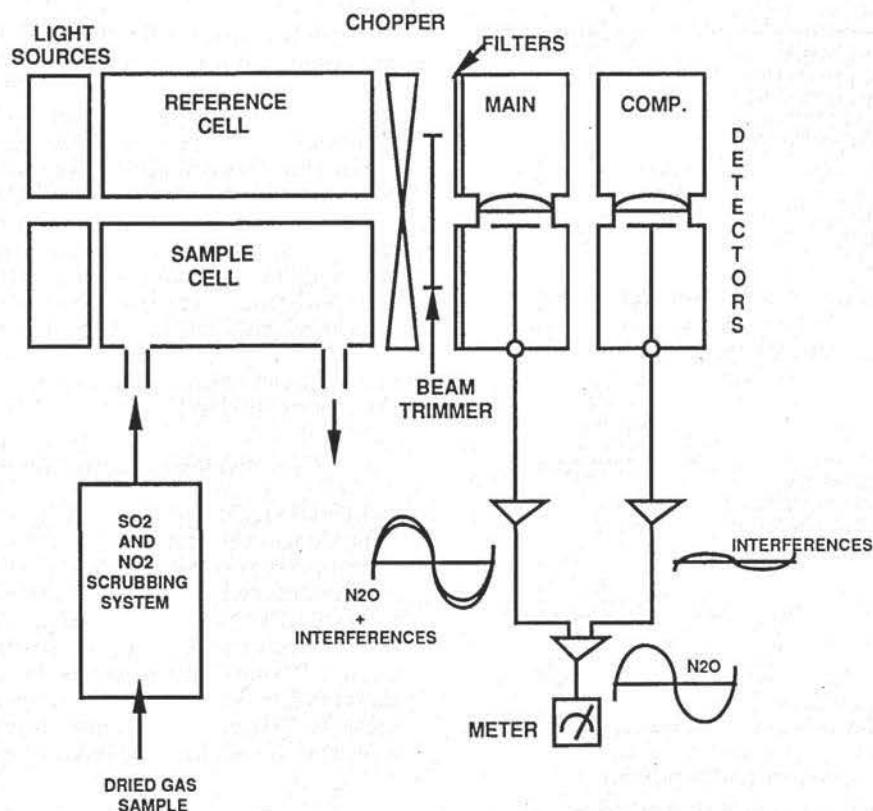 CHOPPER
LIGHT
SOURCES
FILTERS
REFERENCE
CELL
MAIN
COMP.
DETECTORS
SAMPLE
CELL
BEAM
TRIMMER
SO2
AND
NO2
SCRUBBING
SYSTEM
N2O
+
INTERFERENCES
INTERFERENCES
N2O
METER
DRIED GAS
SAMPLE